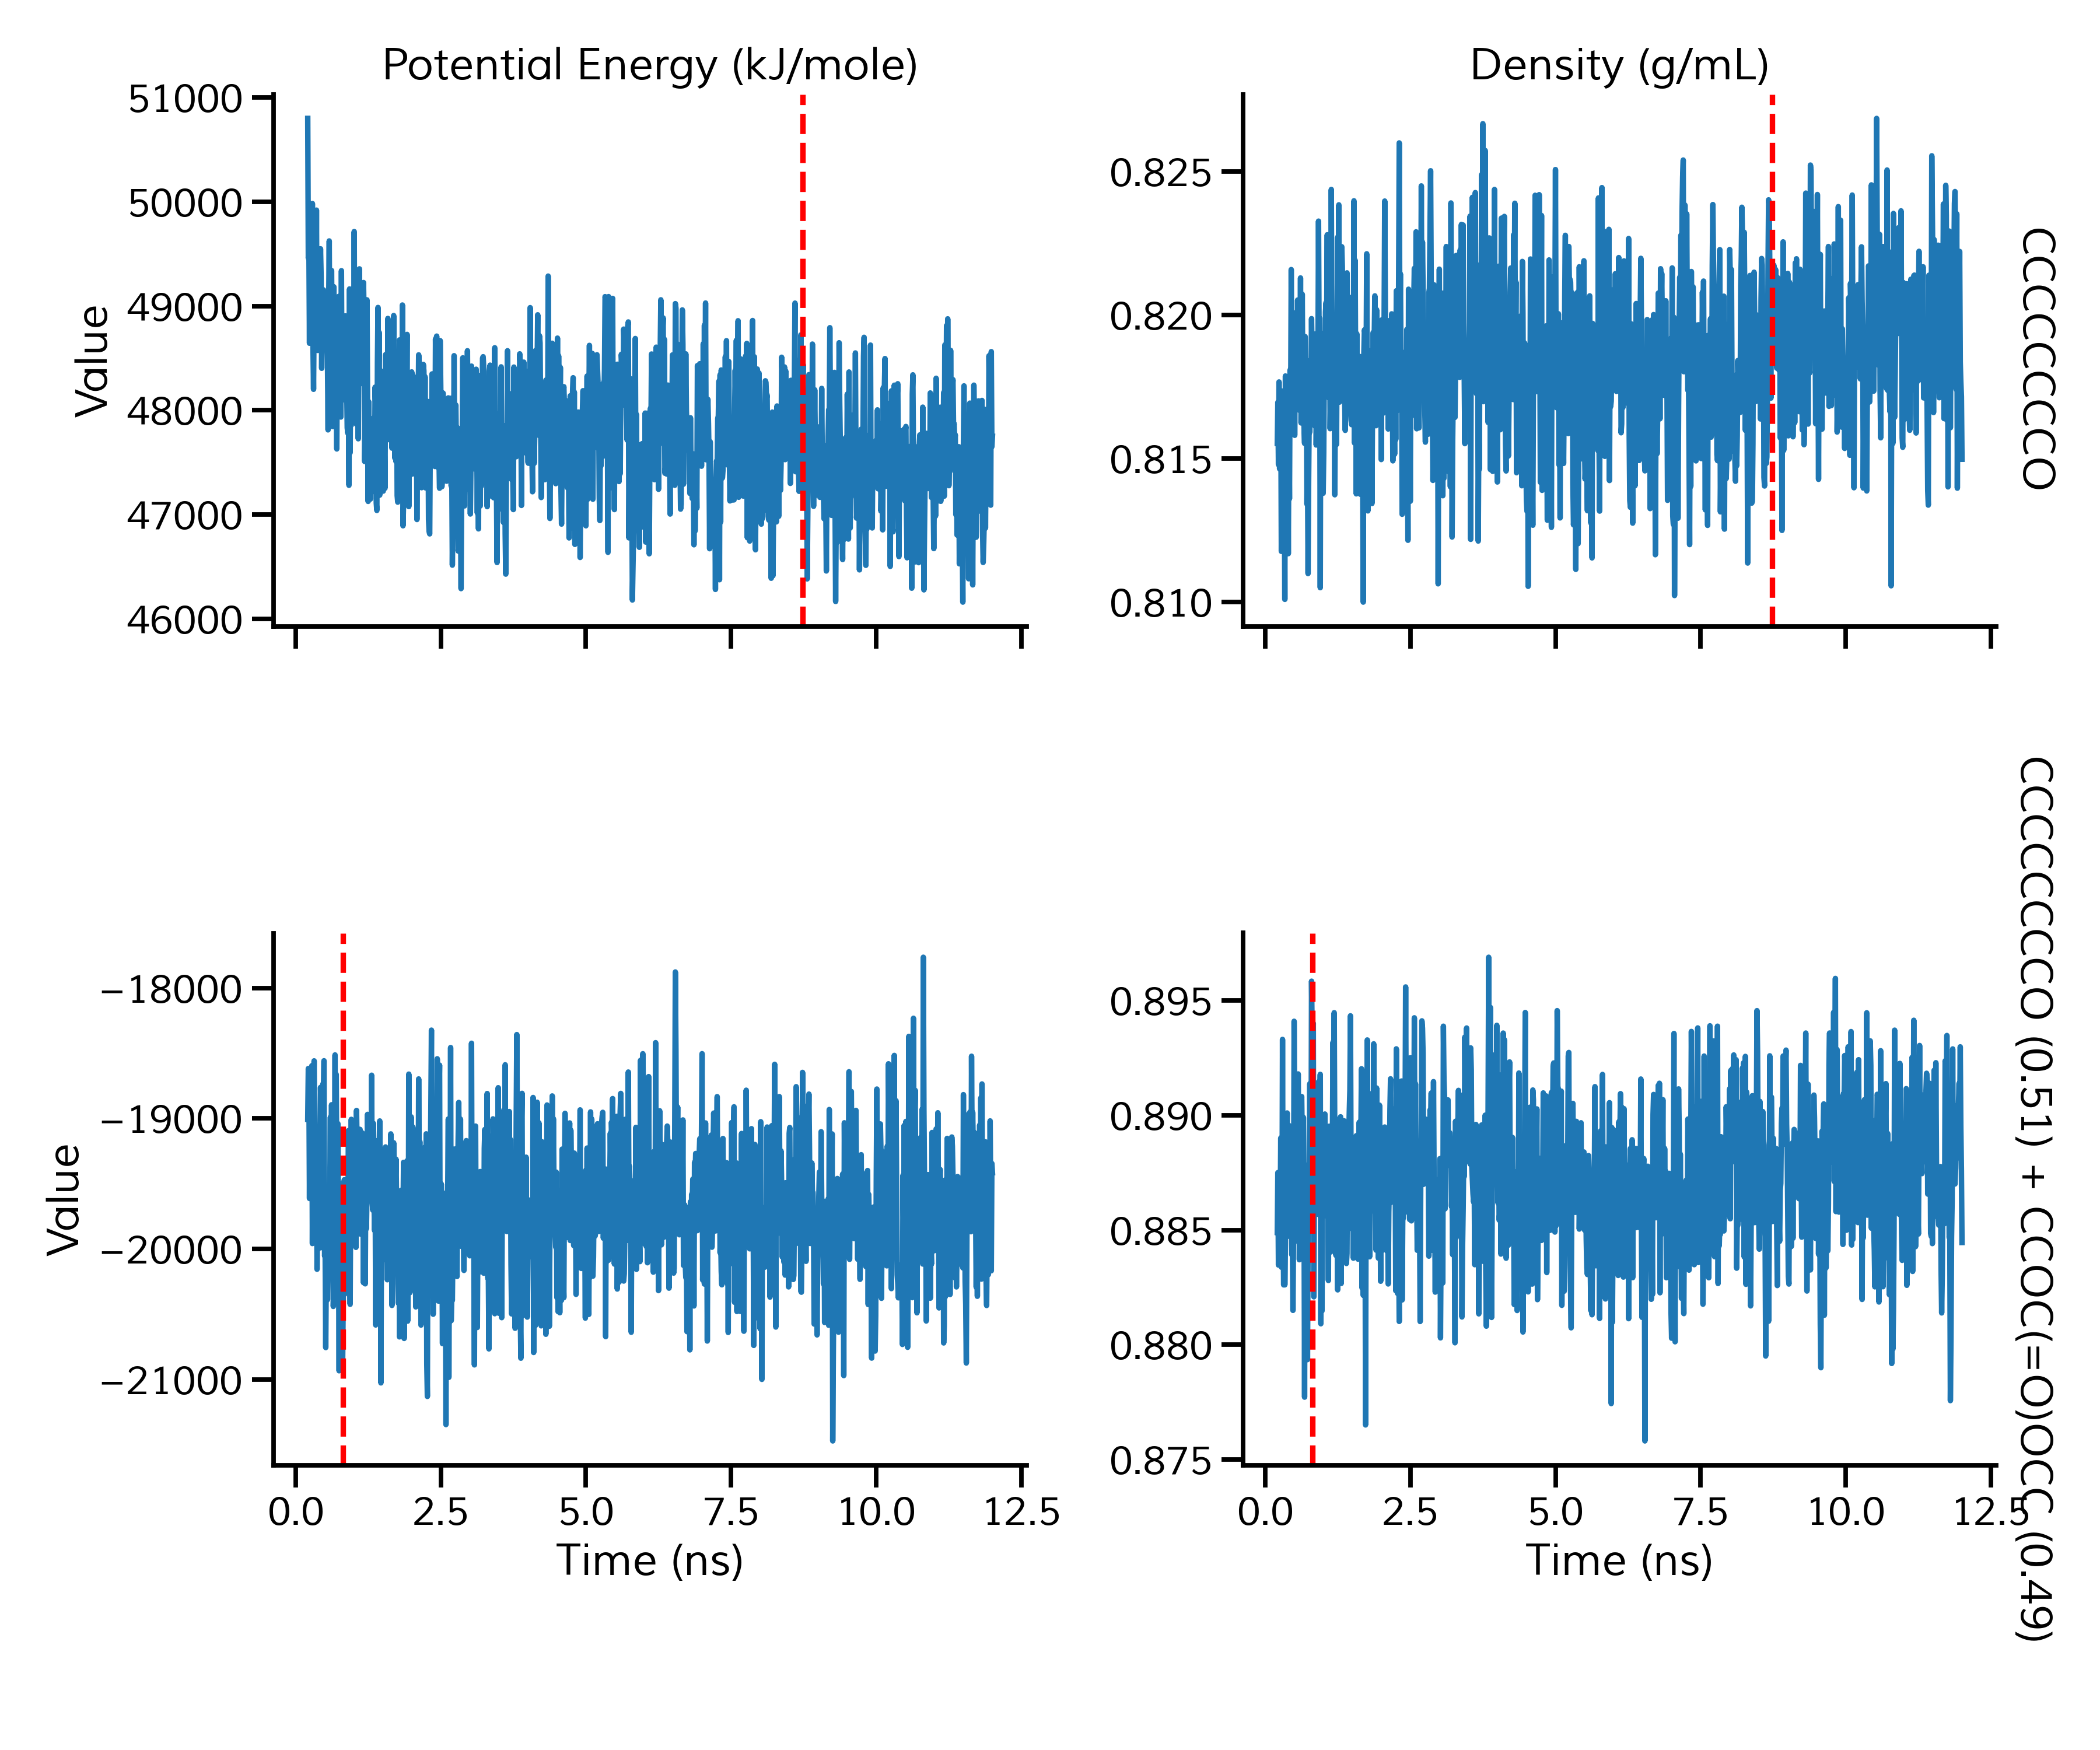 Potential Energy (kJ/mole)
Density (g/mL)
51000
50000
49000
48000
47000
46000
Value
0.825
0.820
0.815
0.810
CCCCCCCCO
−18000
−19000
−20000
−21000
Value
0.0 2.5 5.0 7.5 10.0 12.5
Time (ns)
0.895
0.890
0.885
0.880
0.875
0.0 2.5 5.0 7.5 10.0 12.5
Time (ns)
CCCCCCCCO (0.51) + CCOC(=O)OCC (0.49)